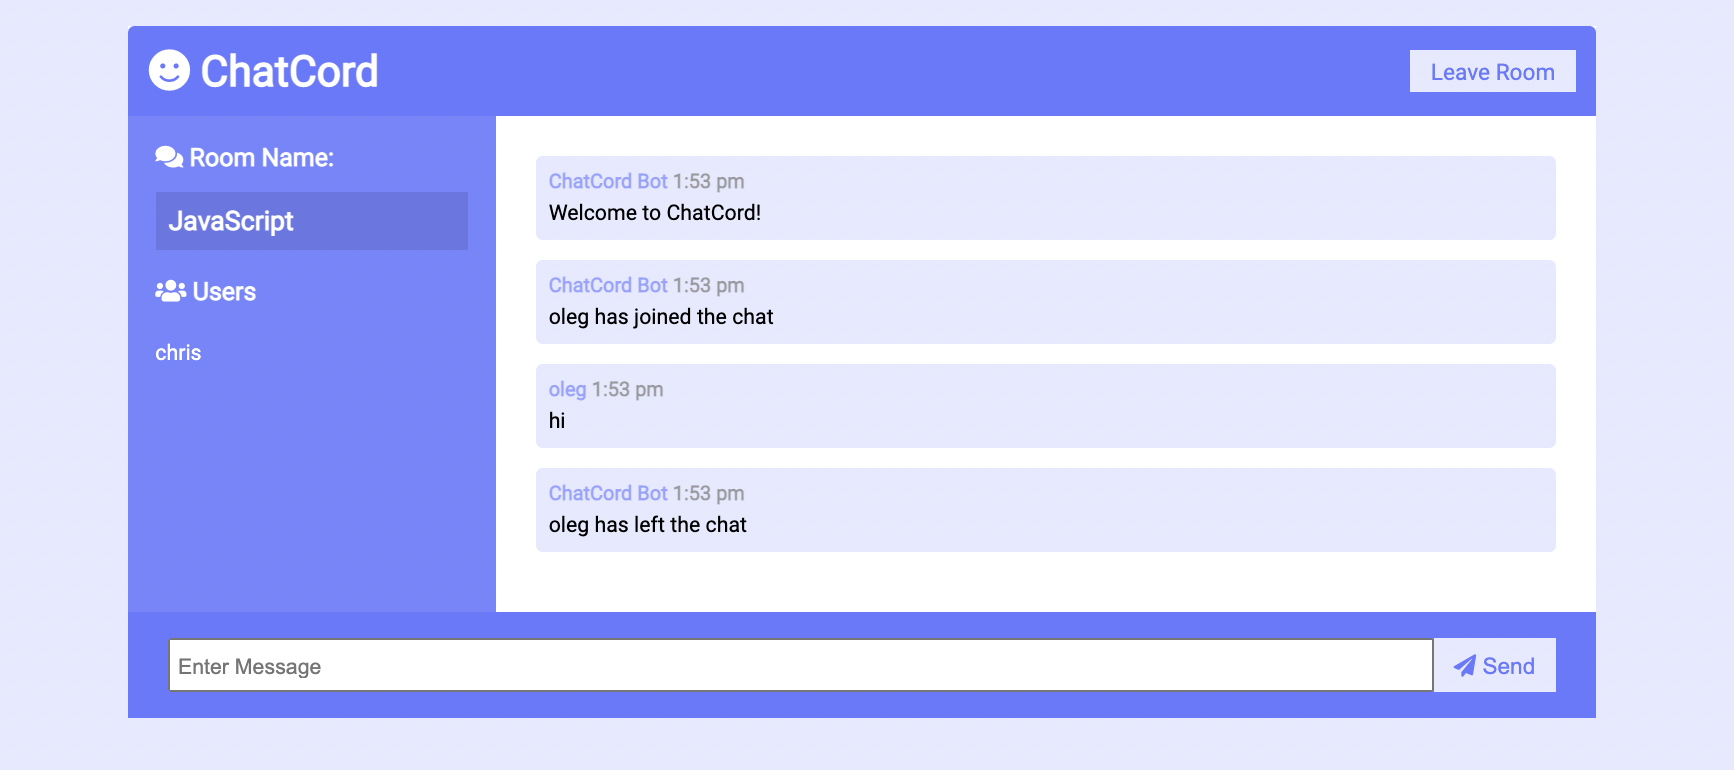 ChatCord
Leave Room
Room Name:
JavaScript
Users
chris
ChatCord Bot 1:53 pm
Welcome to ChatCord!
ChatCord Bot 1:53 pm
oleg has joined the chat
oleg 1:53 pm
hi
ChatCord Bot 1:53 pm
oleg has left the chat
Enter Message
Send